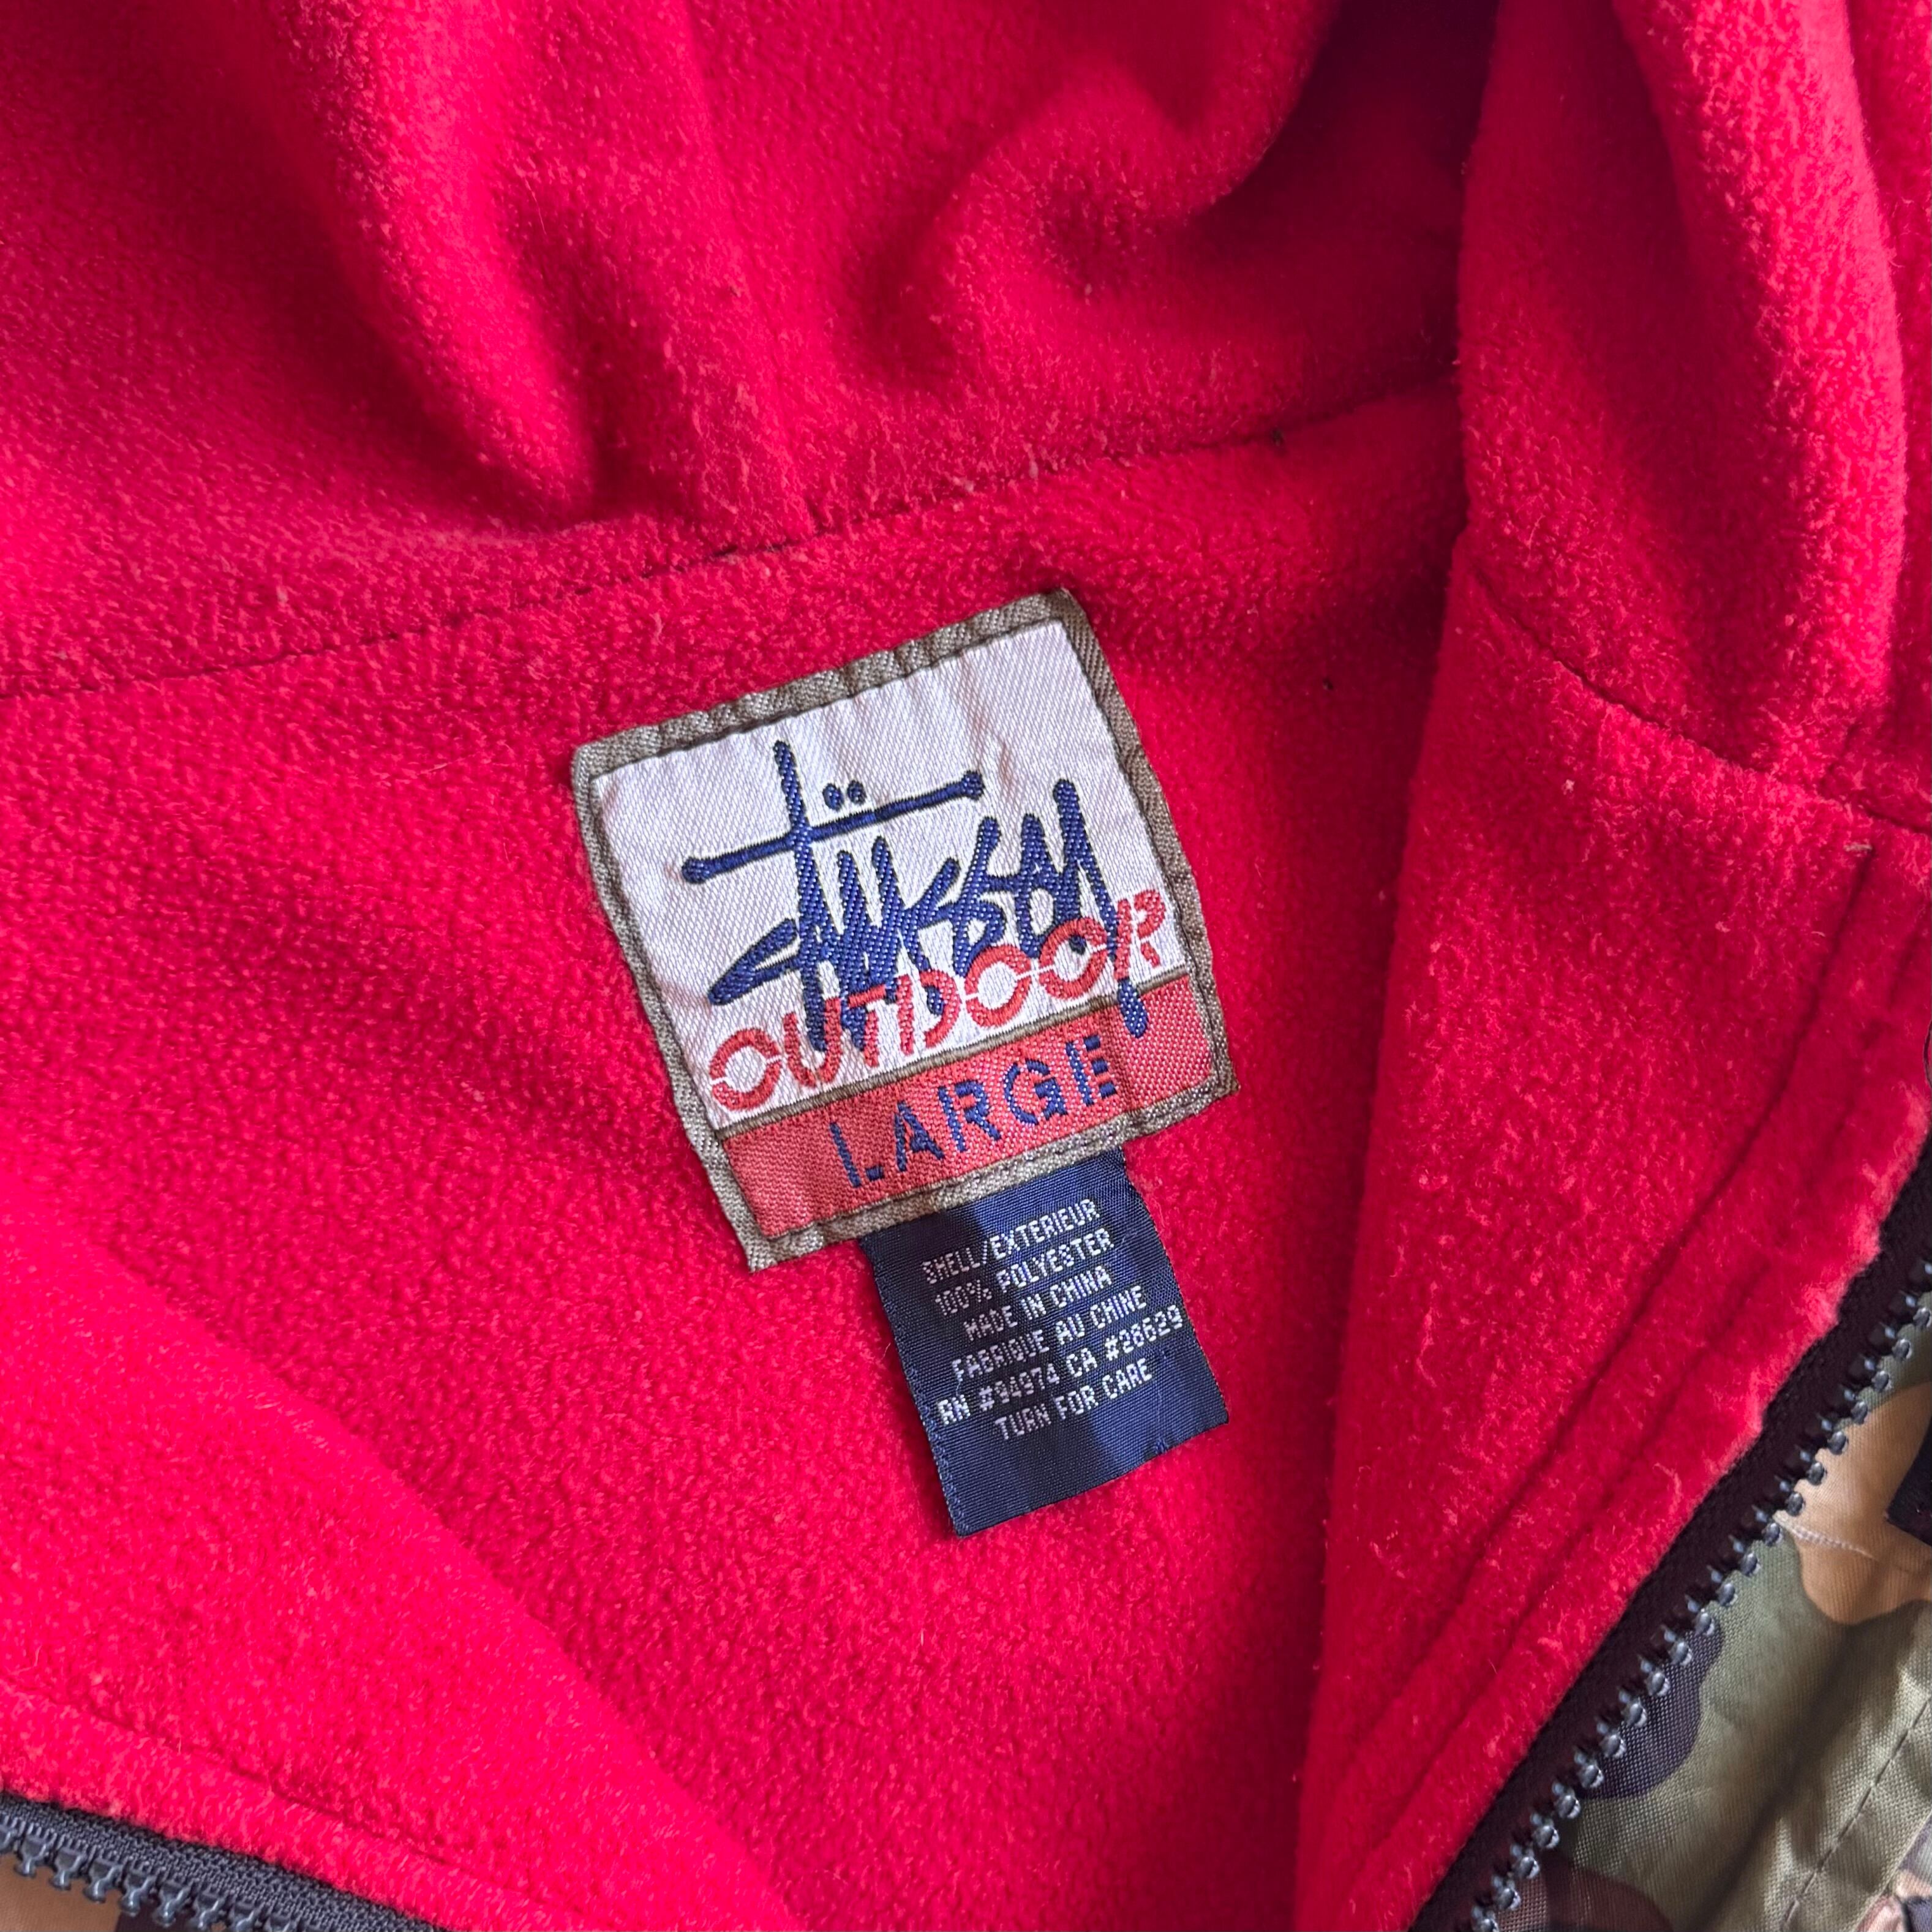 Stüssy
OUTDOOR
LARGE
SHELL/EXTERIEUR
100% POLYESTER
MADE IN CHINA
FABRIQUE AU CHINE
RN #94974 CA #28629
TURN FOR CARE